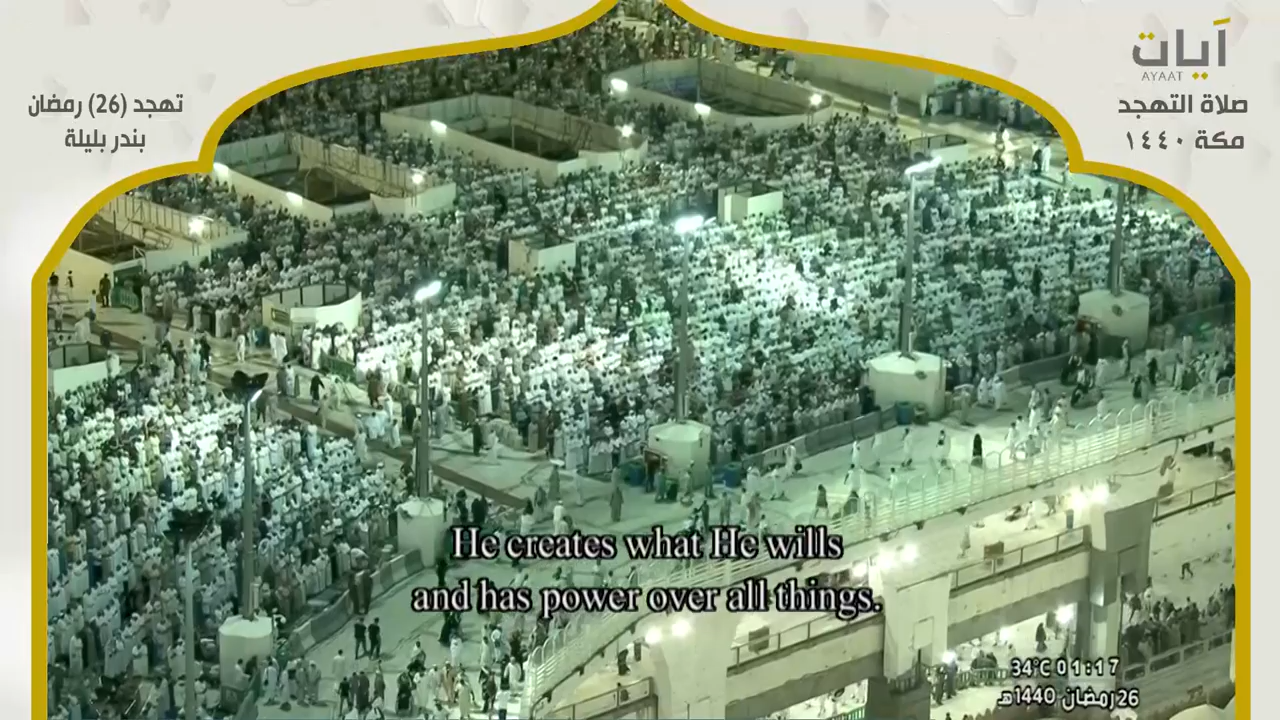 آيات
AYAAT
صلاة التهجد
مكة ١٤٤٠
تهجد (26) رمضان
بندر بليلة
He creates what He wills
and has power over all things.
34°C 01:17
26 رمضان 1440هـ